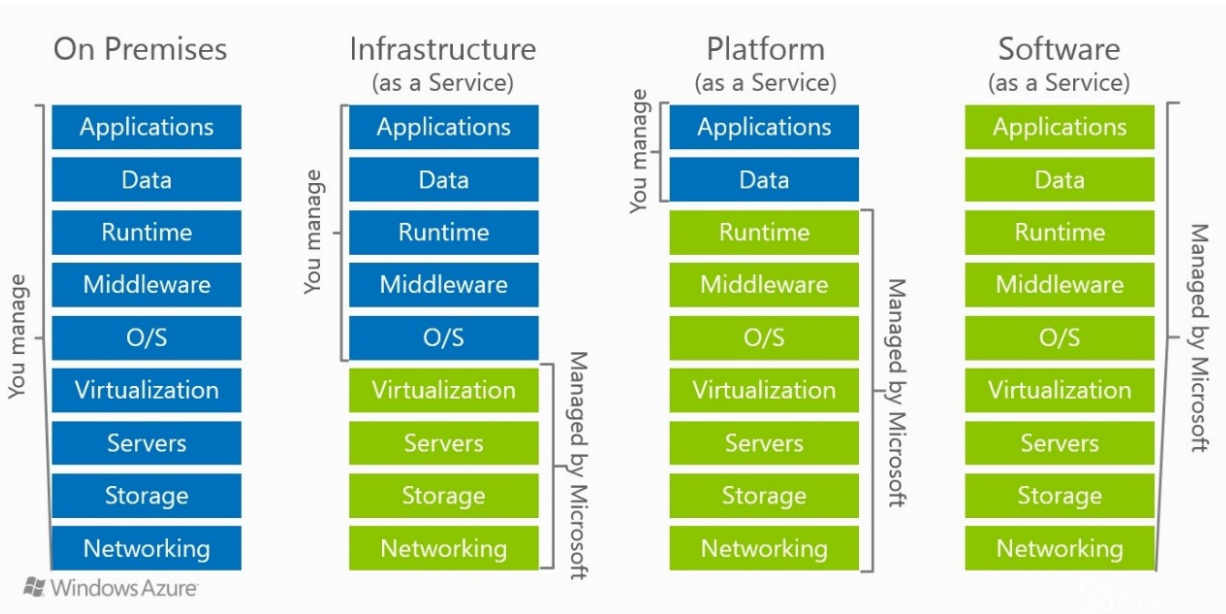 On Premises
You manage
Applications
Data
Runtime
Middleware
O/S
Virtualization
Servers
Storage
Networking
Infrastructure
(as a Service)
You manage
Applications
Data
Runtime
Middleware
O/S
Virtualization
Servers
Storage
Networking
Managed by Microsoft
Platform
(as a Service)
You manage
Applications
Data
Runtime
Middleware
O/S
Virtualization
Servers
Storage
Networking
Managed by Microsoft
Software
(as a Service)
Applications
Data
Runtime
Middleware
O/S
Virtualization
Servers
Storage
Networking
Managed by Microsoft
Windows Azure